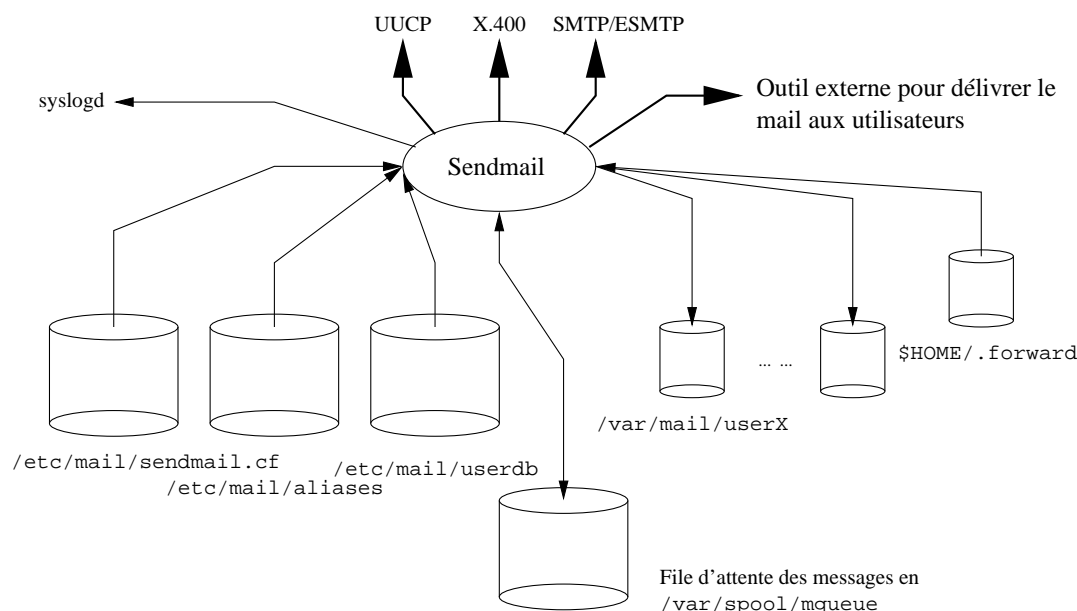 UUCP X.400 SMTP/ESMTP
syslogd
Outil externe pour délivrer le
mail aux utilisateurs
Sendmail
$HOME/.forward
... ...
/var/mail/userX
/etc/mail/sendmail.cf
/etc/mail/userdb
/etc/mail/aliases
File d'attente des messages en
/var/spool/mqueue